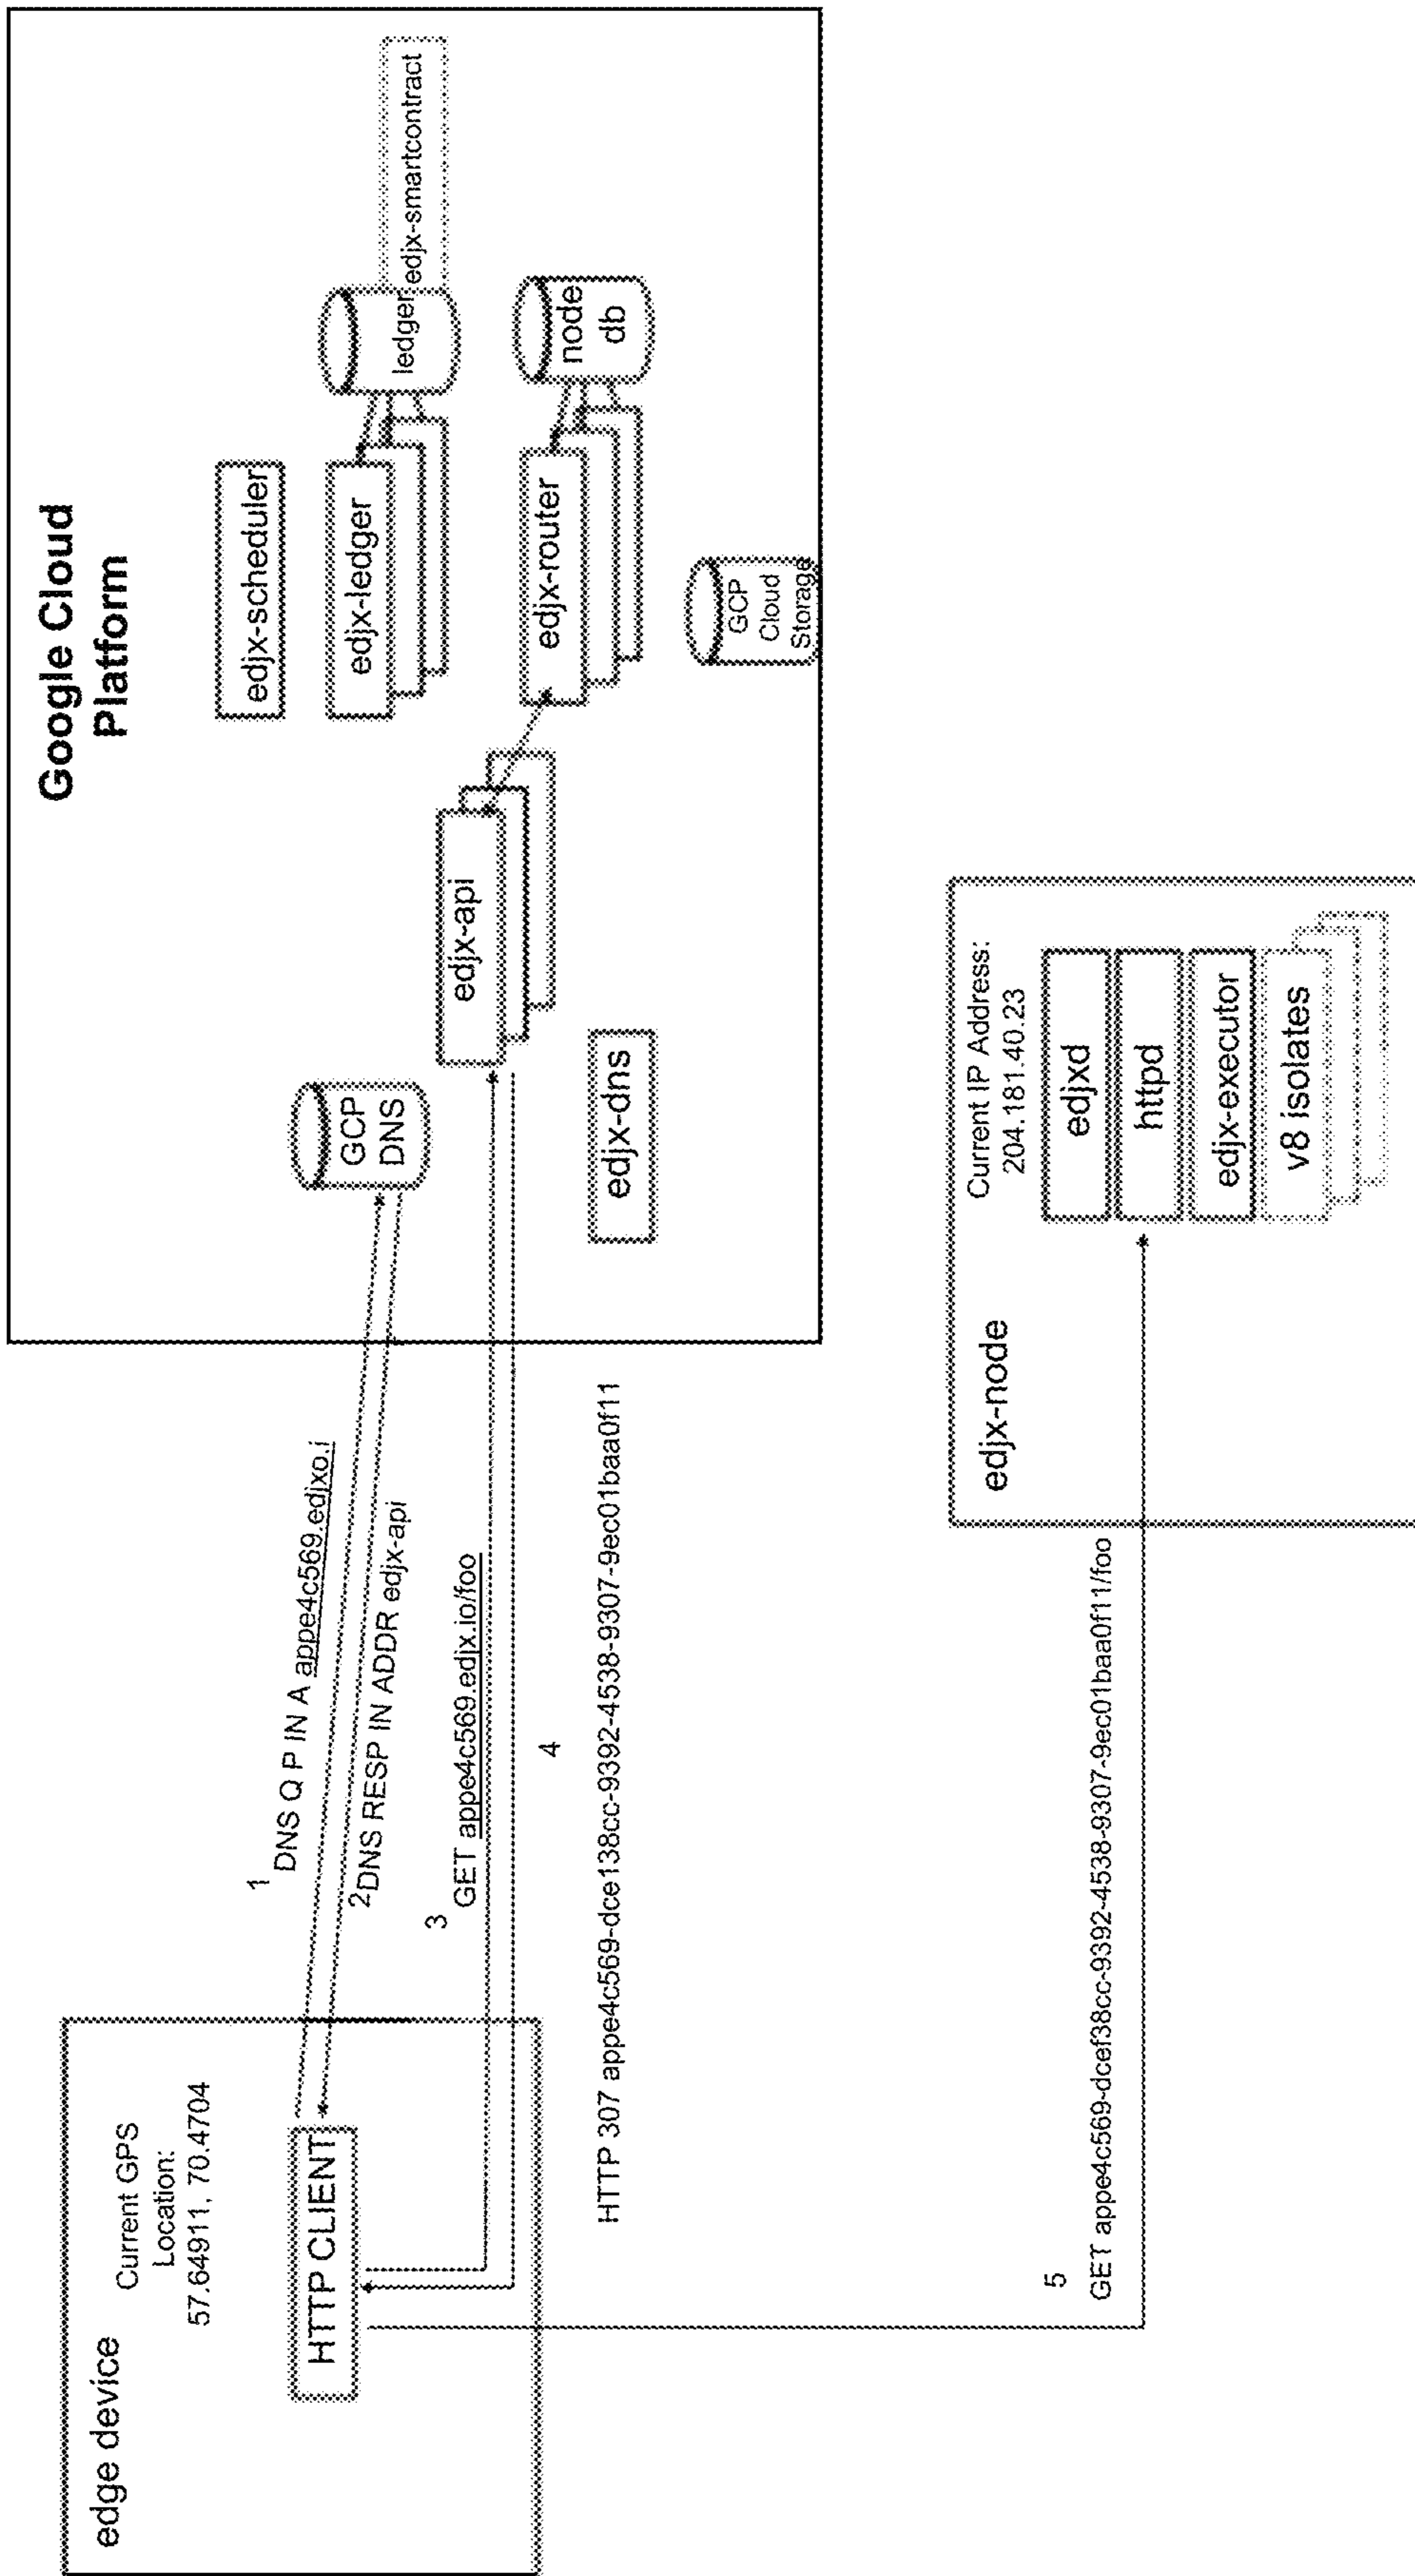 edge device
Current GPS
Location:
57.64911, 70.4704
HTTP CLIENT
1
DNS Q P IN A appe4c569.edjxo.i
2
DNS RESP IN ADDR edjx-api
3
GET appe4c569.edjx.io/foo
4
HTTP 307 appe4c569-dce138cc-9392-4538-9307-9ec01baa0f11
5
GET appe4c569-dcef38cc-9392-4538-9307-9ec01baa0f11/foo
Google Cloud
Platform
GCP
DNS
edjx-api
edjx-dns
edjx-scheduler
edjx-ledger
ledger
edjx-smartcontract
edjx-router
node
db
GCP
Cloud
Storage
edjx-node
Current IP Address:
204.181.40.23
edjxd
httpd
edjx-executor
v8 isolates